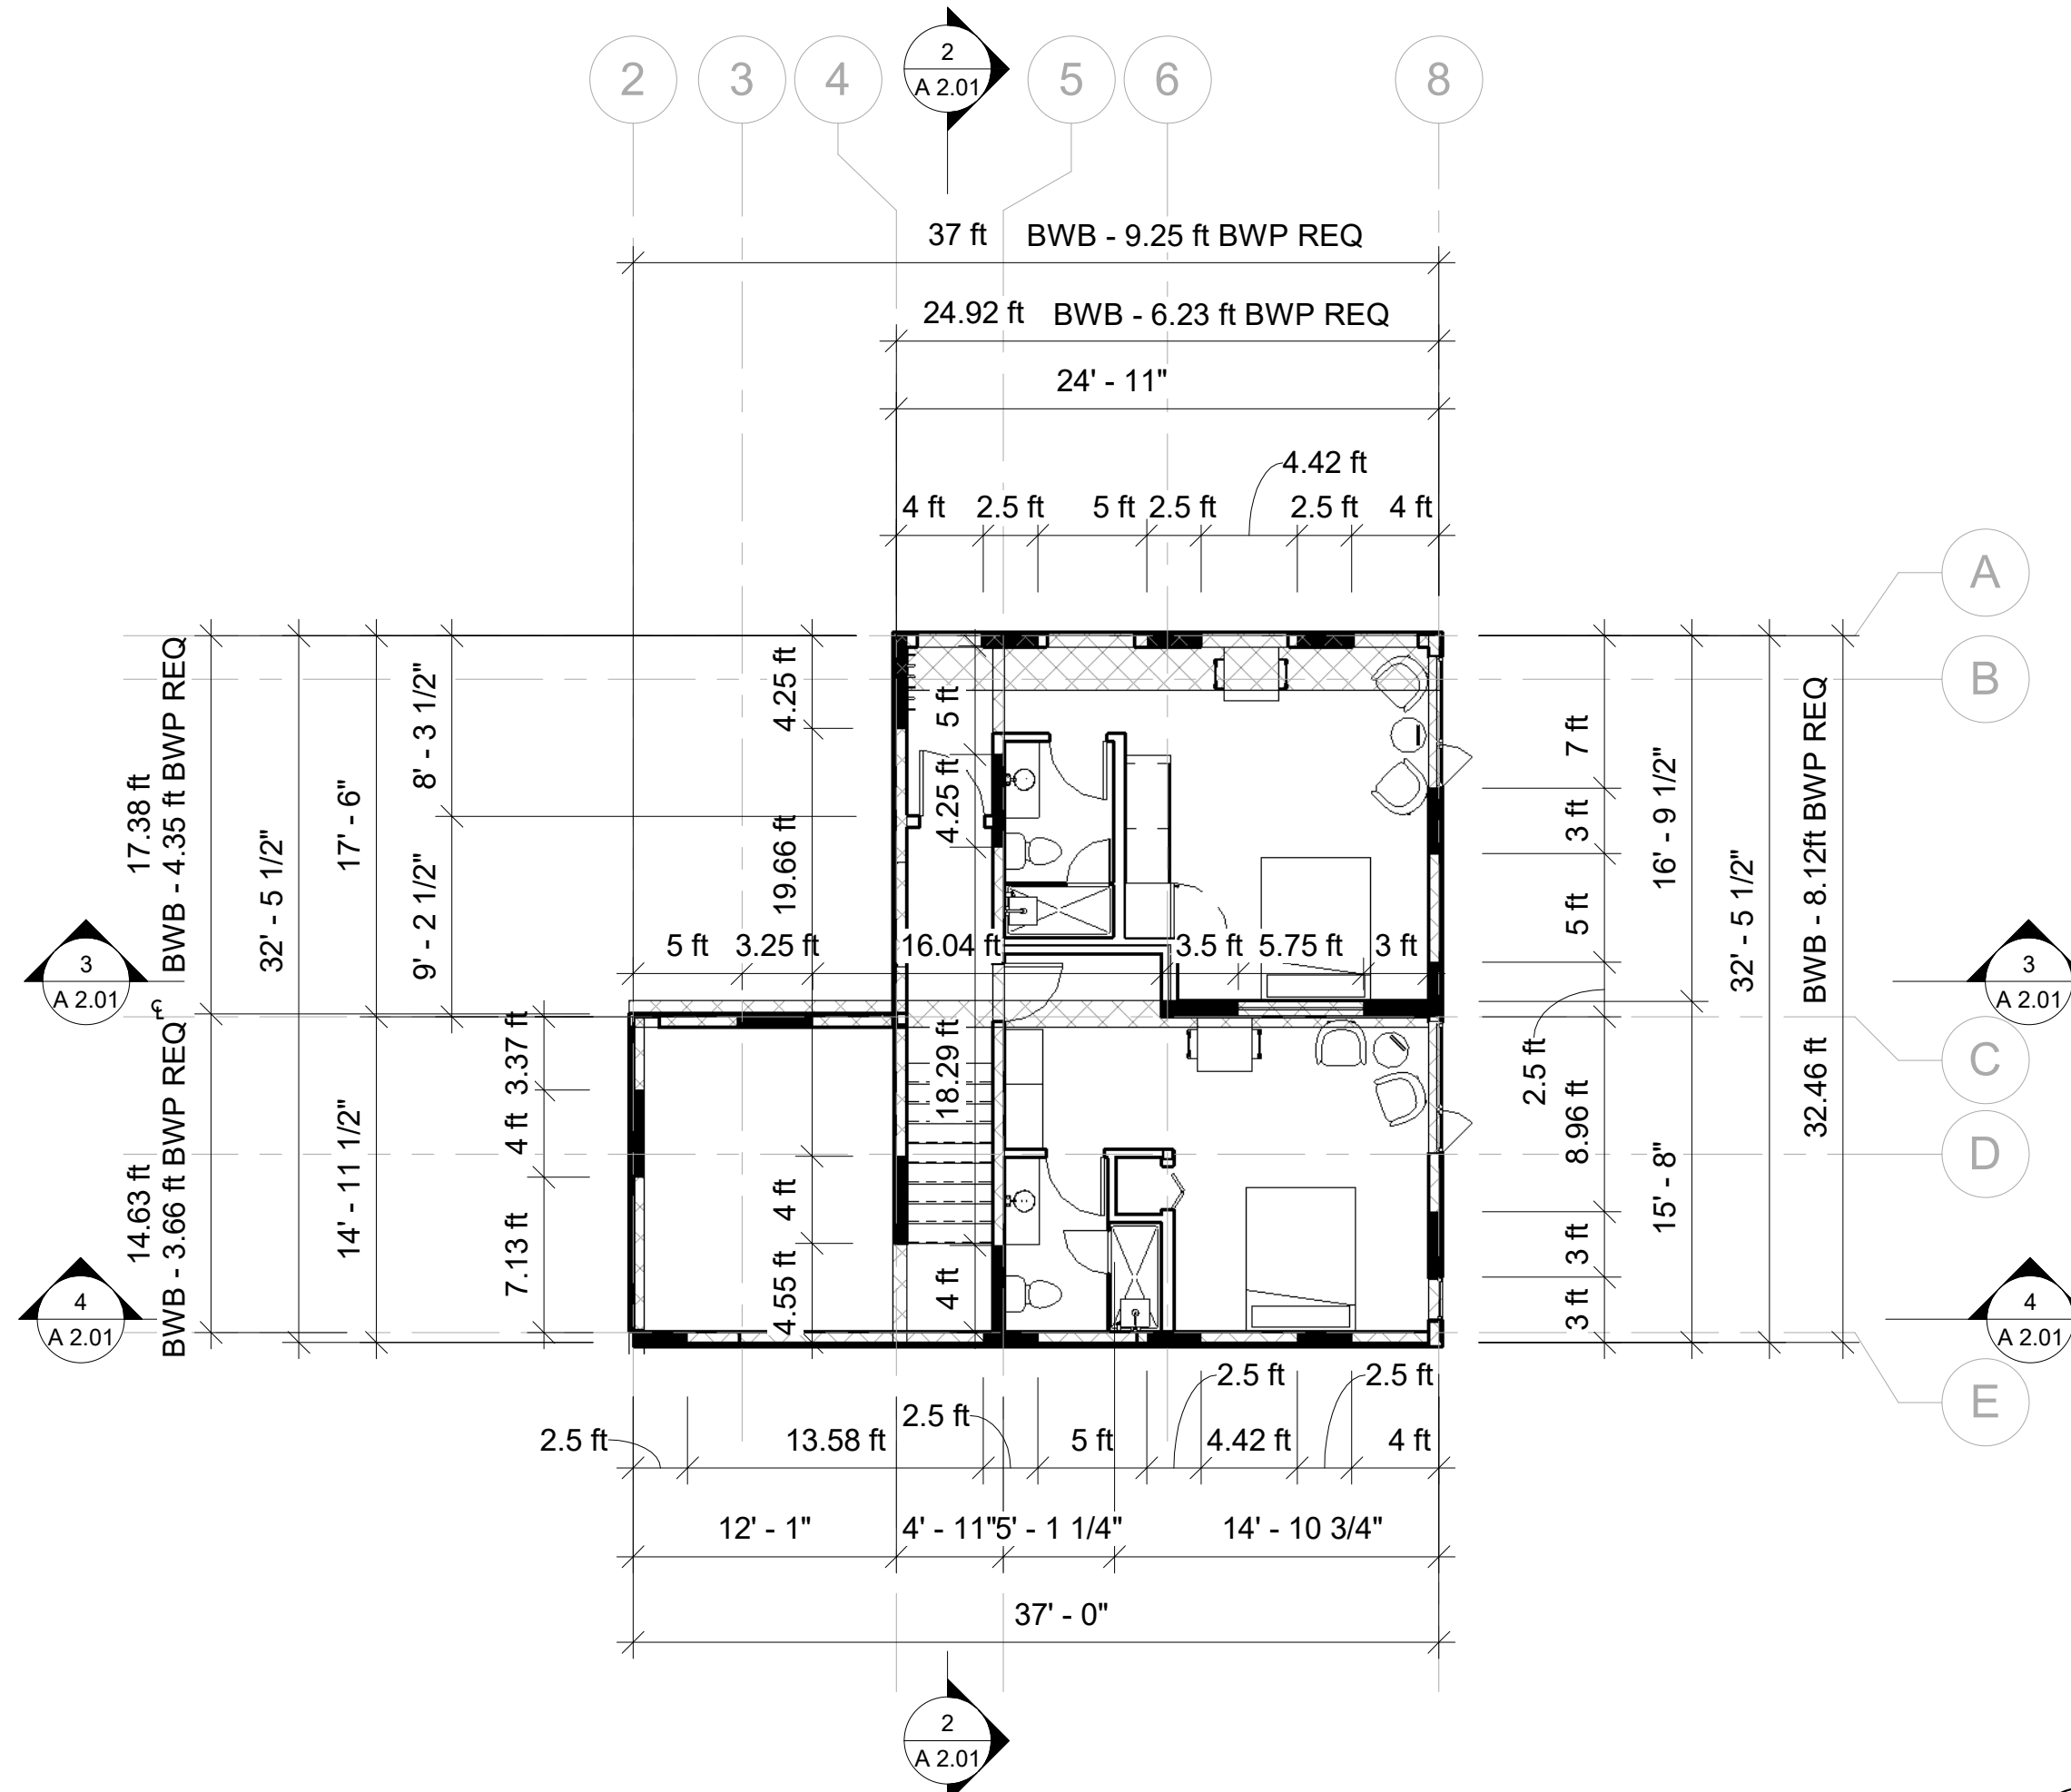 2
3
4
2
A 2.01
5
6
8
37 ft BWB - 9.25 ft BWP REQ
24.92 ft BWB - 6.23 ft BWP REQ
24' - 11"
4.42 ft
4 ft 2.5 ft 5 ft 2.5 ft 2.5 ft 4 ft
A
B
C
D
E
17.38 ft
BWB - 4.35 ft BWP REQ
14.63 ft
BWB - 3.66 ft BWP REQ
℄
32' - 5 1/2"
17' - 6"
14' - 11 1/2"
8' - 3 1/2"
9' - 2 1/2"
3.37 ft
4 ft
7.13 ft
4.25 ft
19.66 ft
4 ft
4.55 ft
5 ft
4.25 ft
18.29 ft
4 ft
5 ft 3.25 ft 16.04 ft 3.5 ft 5.75 ft 3 ft
2.5 ft
7 ft
3 ft
5 ft
8.96 ft
3 ft
3 ft
16' - 9 1/2"
15' - 8"
32' - 5 1/2"
BWB - 8.12ft BWP REQ
32.46 ft
3
A 2.01
3
A 2.01
4
A 2.01
4
A 2.01
2.5 ft 2.5 ft
2.5 ft
2.5 ft 13.58 ft 5 ft 4.42 ft 4 ft
12' - 1" 4' - 11" 5' - 1 1/4" 14' - 10 3/4"
37' - 0"
2
A 2.01